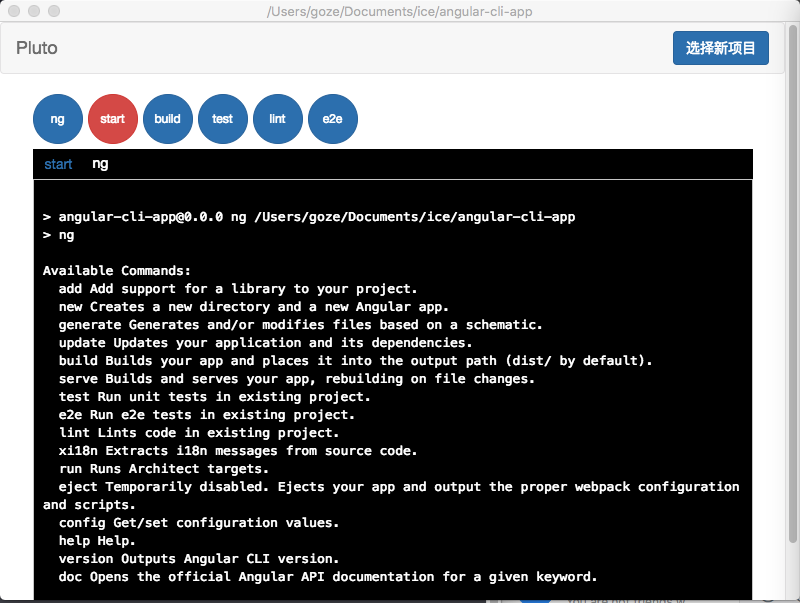 /Users/goze/Documents/ice/angular-cli-app
Pluto
选择新项目
ng start build test lint e2e
start ng
> angular-cli-app@0.0.0 ng /Users/goze/Documents/ice/angular-cli-app
> ng
Available Commands:
add Add support for a library to your project.
new Creates a new directory and a new Angular app.
generate Generates and/or modifies files based on a schematic.
update Updates your application and its dependencies.
build Builds your app and places it into the output path (dist/ by default).
serve Builds and serves your app, rebuilding on file changes.
test Run unit tests in existing project.
e2e Run e2e tests in existing project.
lint Lints code in existing project.
xi18n Extracts i18n messages from source code.
run Runs Architect targets.
eject Temporarily disabled. Ejects your app and output the proper webpack configuration
and scripts.
config Get/set configuration values.
help Help.
version Outputs Angular CLI version.
doc Opens the official Angular API documentation for a given keyword.